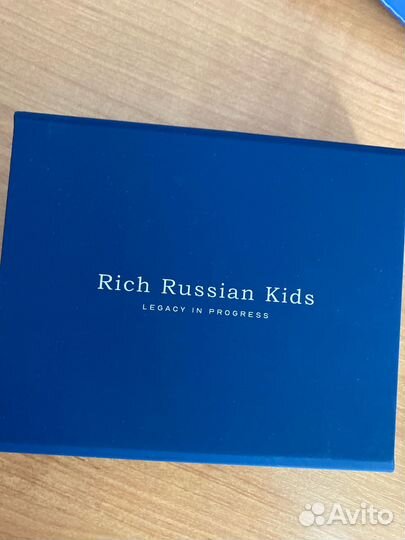 Rich Russian Kids
LEGACY IN PROGRESS
Avito